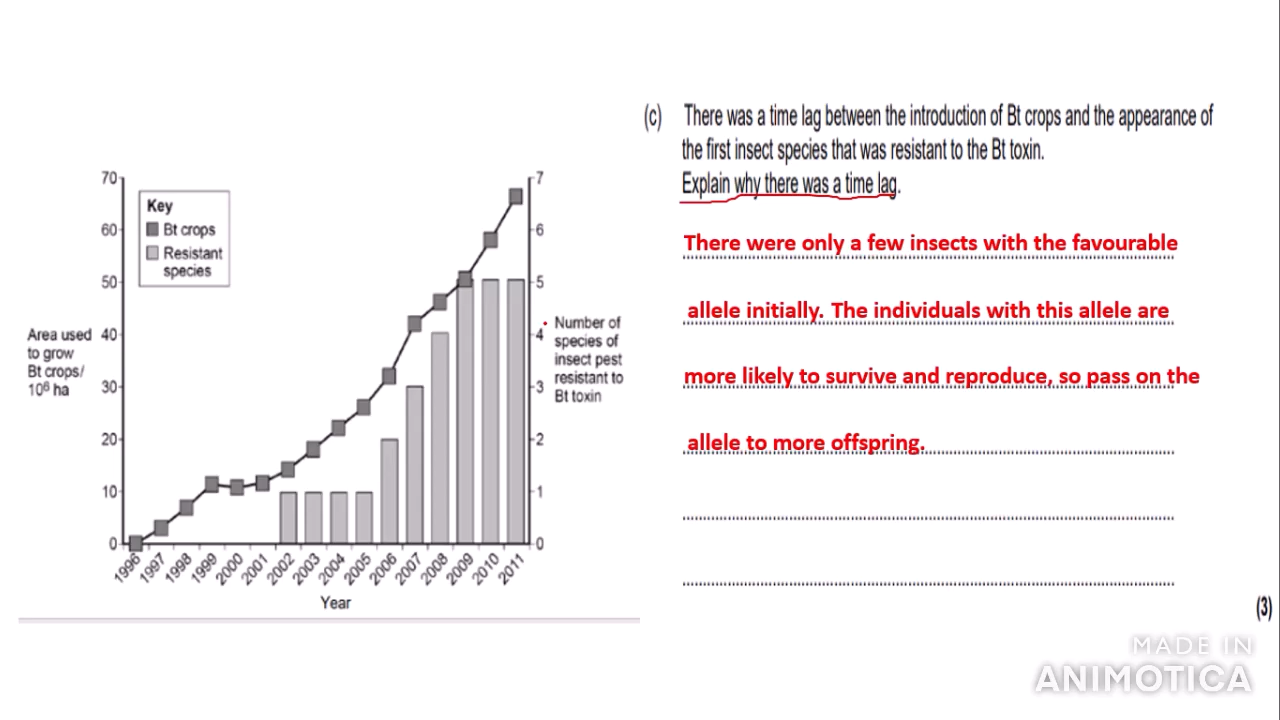 (c) There was a time lag between the introduction of Bt crops and the appearance of
the first insect species that was resistant to the Bt toxin.
Explain why there was a time lag.
There were only a few insects with the favourable
allele initially. The individuals with this allele are
more likely to survive and reproduce, so pass on the
allele to more offspring.
(3)
Key
Bt crops
Resistant
species
Area used
to grow
Bt crops/
10⁶ ha
70
60
50
40
30
20
10
0
7
6
5
4
3
2
1
0
Number of
species of
insect pest
resistant to
Bt toxin
1996 1997 1998 1999 2000 2001 2002 2003 2004 2005 2006 2007 2008 2009 2010 2011
Year
MADE IN
ANIMOTICA